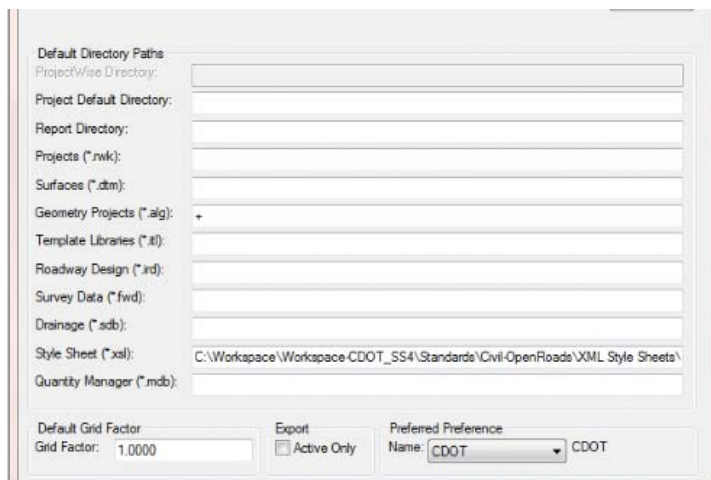 Default Directory Paths
ProjectWise Directory:
Project Default Directory:
Report Directory:
Projects (*.rwk):
Surfaces (*.dtm):
Geometry Projects (*.alg): +
Template Libraries (*.itl):
Roadway Design (*.ird):
Survey Data (*.fwd):
Drainage (*.sdb):
Style Sheet (*.xsl): C:\Workspace\Workspace-CDOT_SS4\Standards\Civil-OpenRoads\XML Style Sheets\
Quantity Manager (*.mdb):
Default Grid Factor Export Preferred Preference
Grid Factor: 1.0000 Active Only Name: CDOT CDOT